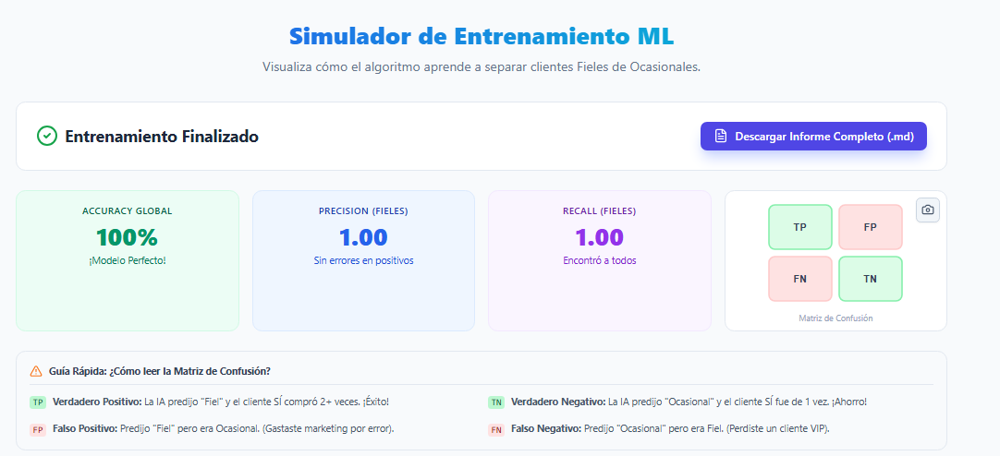 Simulador de Entrenamiento ML
Visualiza cómo el algoritmo aprende a separar clientes Fieles de Ocasionales.
Entrenamiento Finalizado
Descargar Informe Completo (.md)
ACCURACY GLOBAL
100%
¡Modelo Perfecto!
PRECISION (FIELES)
1.00
Sin errores en positivos
RECALL (FIELES)
1.00
Encontró a todos
TP FP
FN TN
Matriz de Confusión
Guía Rápida: ¿Cómo leer la Matriz de Confusión?
TP Verdadero Positivo: La IA predijo "Fiel" y el cliente SÍ compró 2+ veces. ¡Éxito!
TN Verdadero Negativo: La IA predijo "Ocasional" y el cliente SÍ fue de 1 vez. ¡Ahorro!
FP Falso Positivo: Predijo "Fiel" pero era Ocasional. (Gastaste marketing por error).
FN Falso Negativo: Predijo "Ocasional" pero era Fiel. (Perdiste un cliente VIP).